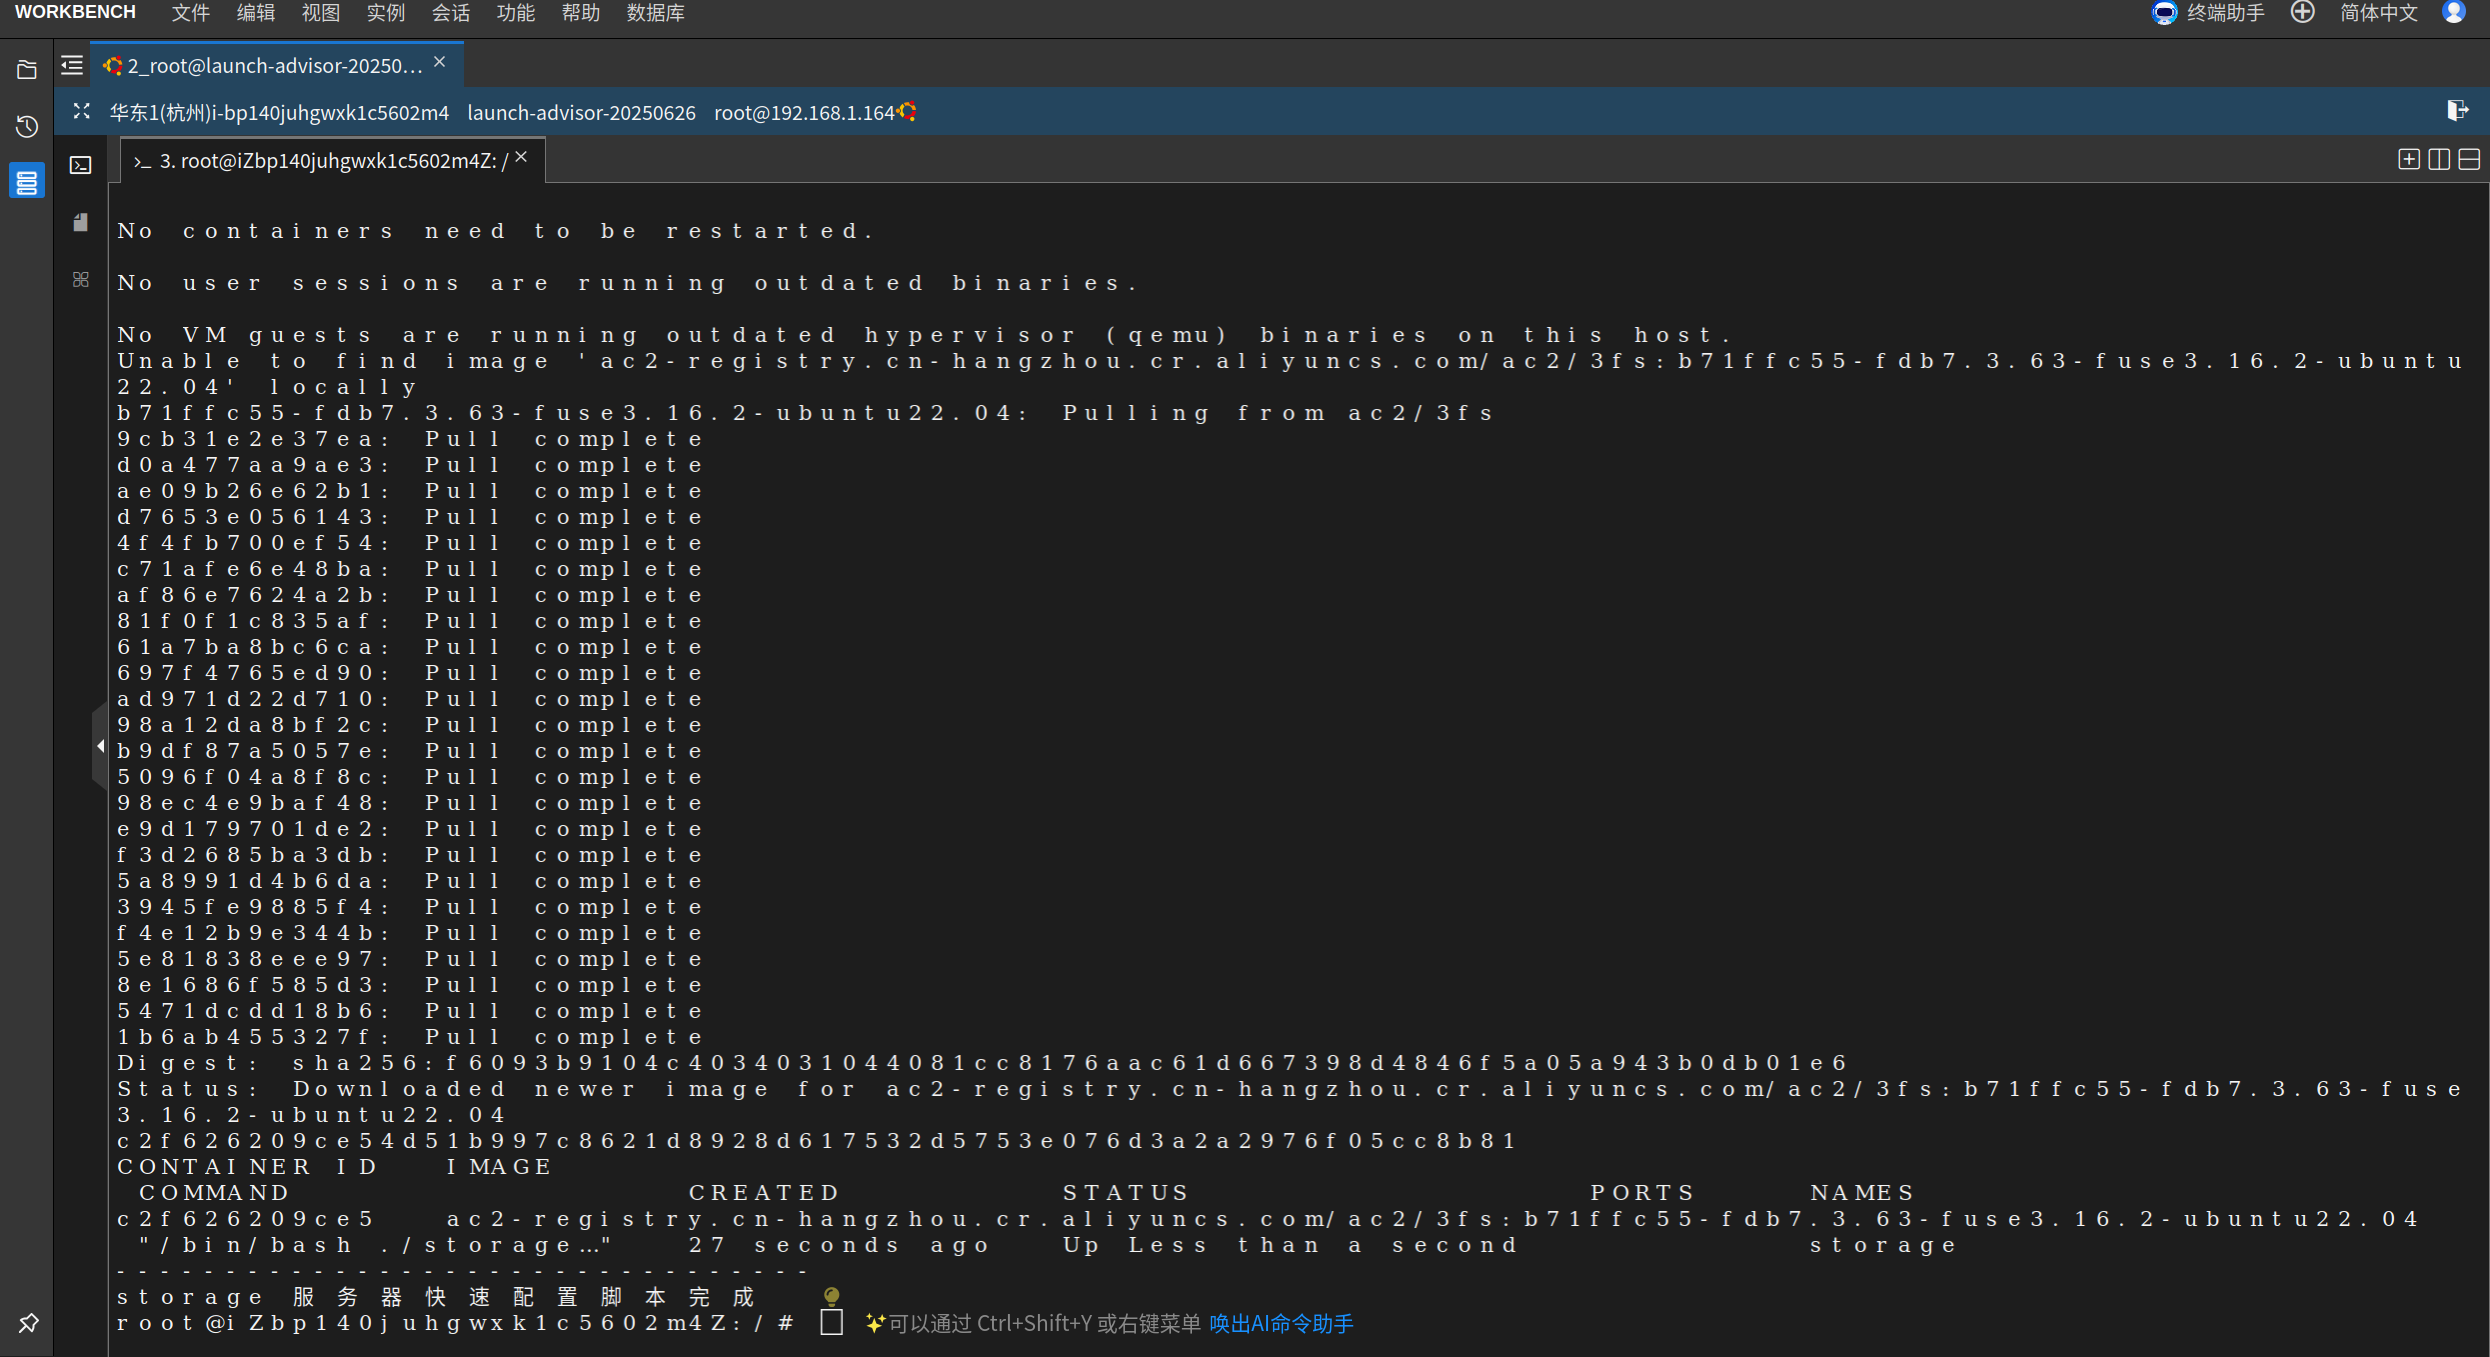 WORKBENCH 文件 编辑 视图 实例 会话 功能 帮助 数据库 终端助手 简体中文
2_root@launch-advisor-20250...
华东1(杭州)i-bp140juhgwxk1c5602m4 launch-advisor-20250626 root@192.168.1.164
>_ 3. root@iZbp140juhgwxk1c5602m4Z: /
No containers need to be restarted.
No user sessions are running outdated binaries.
No VM guests are running outdated hypervisor (qemu) binaries on this host.
Unable to find image 'ac2-registry.cn-hangzhou.cr.aliyuncs.com/ac2/3fs:b71ffc55-fdb7.3.63-fuse3.16.2-ubuntu
22.04' locally
b71ffc55-fdb7.3.63-fuse3.16.2-ubuntu22.04: Pulling from ac2/3fs
9cb31e2e37ea: Pull complete
d0a477aa9ae3: Pull complete
ae09b26e62b1: Pull complete
d7653e056143: Pull complete
4f4fb700ef54: Pull complete
c71afe6e48ba: Pull complete
af86e7624a2b: Pull complete
81f0f1c835af: Pull complete
61a7ba8bc6ca: Pull complete
697f4765ed90: Pull complete
ad971d22d710: Pull complete
98a12da8bf2c: Pull complete
b9df87a5057e: Pull complete
5096f04a8f8c: Pull complete
98ec4e9baf48: Pull complete
e9d179701de2: Pull complete
f3d2685ba3db: Pull complete
5a8991d4b6da: Pull complete
3945fe9885f4: Pull complete
f4e12b9e344b: Pull complete
5e81838eee97: Pull complete
8e1686f585d3: Pull complete
5471dcdd18b6: Pull complete
1b6ab455327f: Pull complete
Digest: sha256:f6093b9104c4034031044081cc8176aac61d667398d4846f5a05a943b0db01e6
Status: Downloaded newer image for ac2-registry.cn-hangzhou.cr.aliyuncs.com/ac2/3fs:b71ffc55-fdb7.3.63-fuse
3.16.2-ubuntu22.04
c2f626209ce54d51b997c8621d8928d617532d5753e076d3a2a2976f05cc8b81
CONTAINER ID IMAGE
COMMAND CREATED STATUS PORTS NAMES
c2f626209ce5 ac2-registry.cn-hangzhou.cr.aliyuncs.com/ac2/3fs:b71ffc55-fdb7.3.63-fuse3.16.2-ubuntu22.04
"/bin/bash ./storage…" 27 seconds ago Up Less than a second storage
--------------------------------
storage 服务器快速配置脚本完成
root@iZbp140juhgwxk1c5602m4Z:/# ✨可以通过 Ctrl+Shift+Y 或右键菜单 唤出AI命令助手